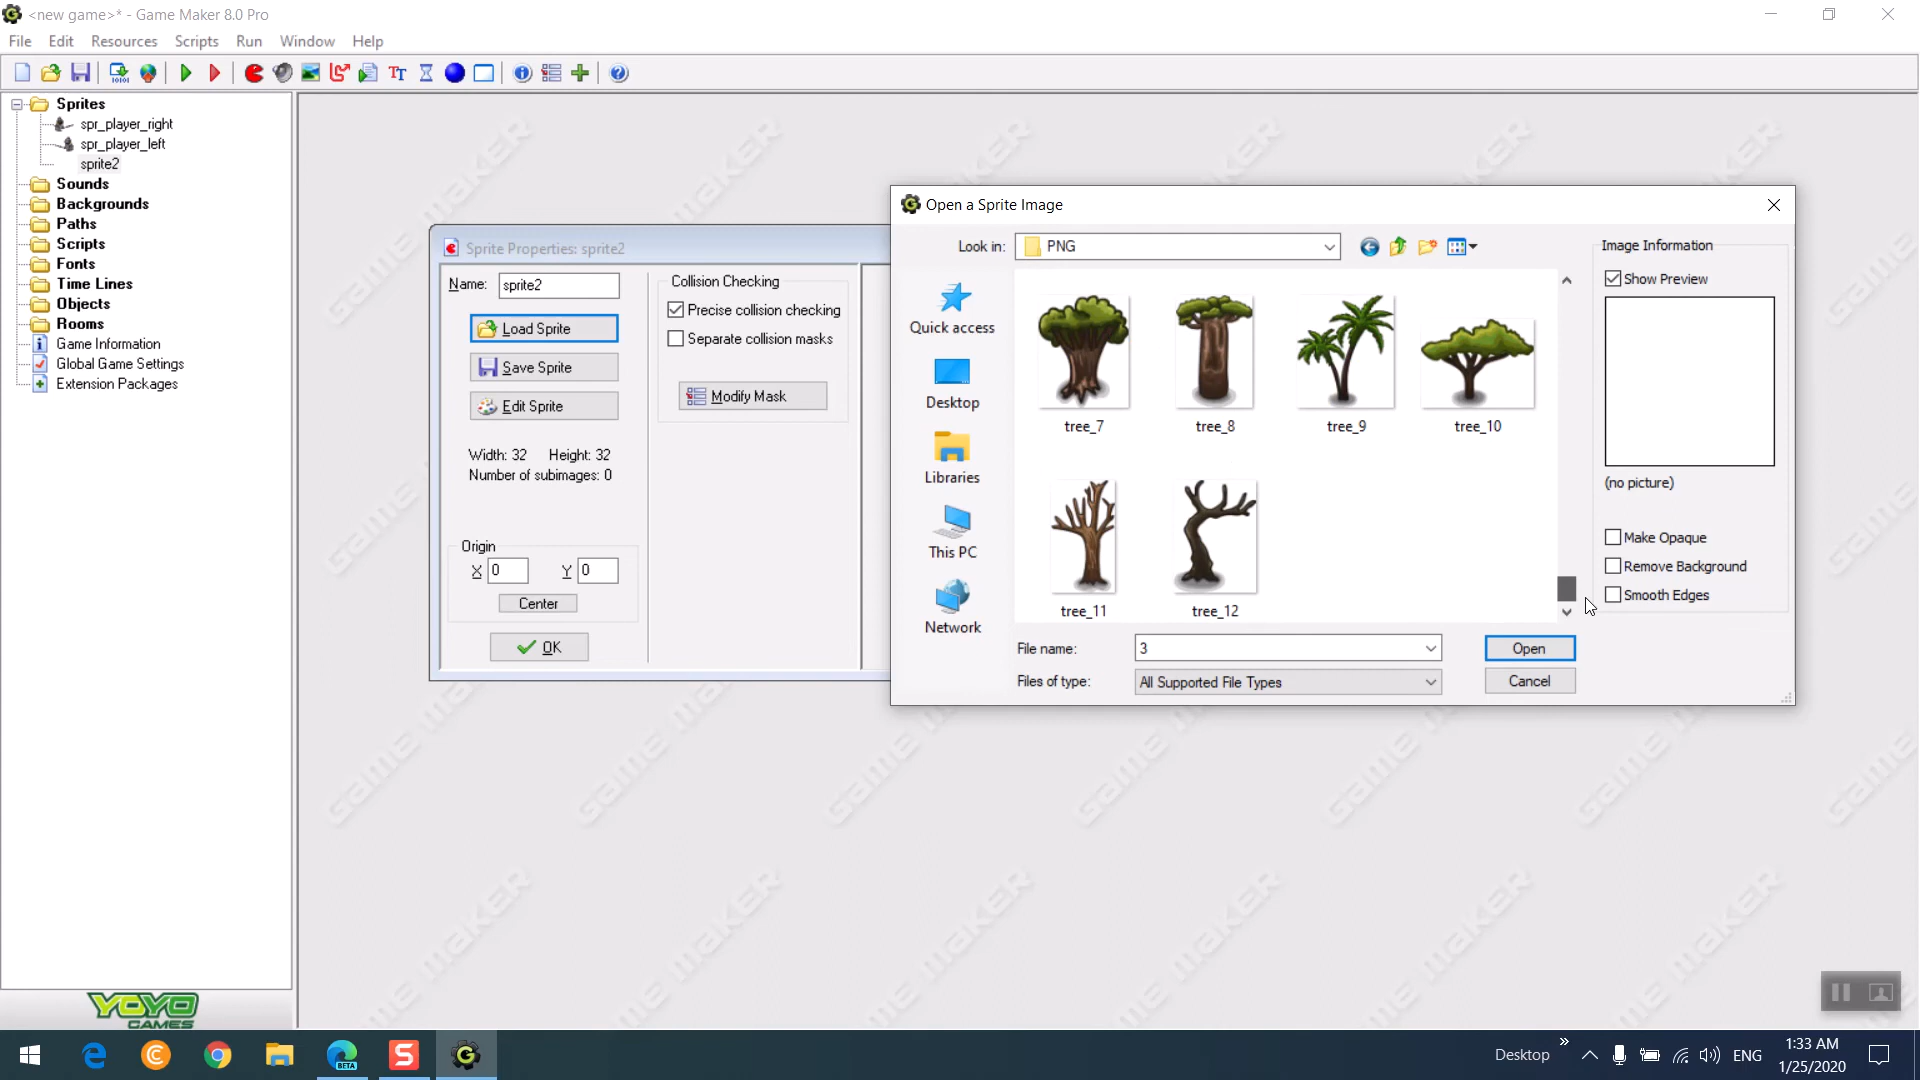 <new game>* - Game Maker 8.0 Pro
File Edit Resources Scripts Run Window Help
Sprites
spr_player_right
spr_player_left
sprite2
Sounds
Backgrounds
Paths
Scripts
Fonts
Time Lines
Objects
Rooms
Game Information
Global Game Settings
Extension Packages
YOYO
GAMES
Sprite Properties: sprite2
Name: sprite2
Load Sprite
Save Sprite
Edit Sprite
Width: 32 Height: 32
Number of subimages: 0
Origin
X 0 Y 0
Center
OK
Collision Checking
Precise collision checking
Separate collision masks
Modify Mask
Open a Sprite Image
Look in: PNG
Quick access
Desktop
Libraries
This PC
Network
tree_7 tree_8 tree_9 tree_10
tree_11 tree_12
File name: 3
Files of type: All Supported File Types
Open
Cancel
Image Information
Show Preview
(no picture)
Make Opaque
Remove Background
Smooth Edges
GAME MAKER
Desktop
ENG
1:33 AM
1/25/2020